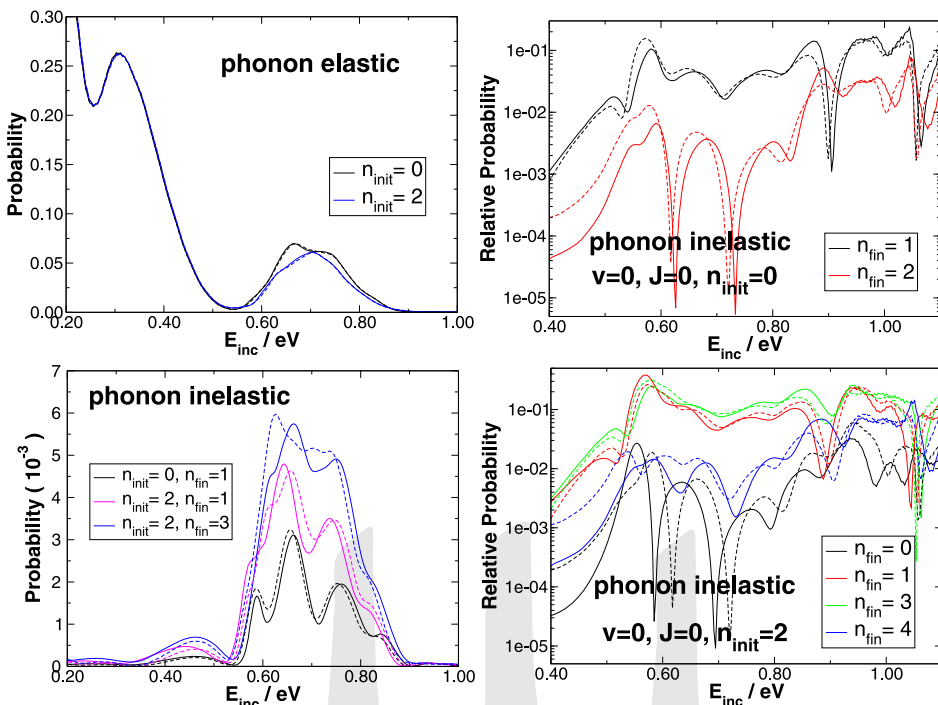 0.30
0.25
0.20
0.15
0.10
0.05
0.00
Probability
phonon elastic
n_init= 0
n_init= 2
0.20 0.40 0.60 0.80 1.00
E_inc / eV
1e-01
1e-02
1e-03
1e-04
1e-05
Relative Probability
phonon inelastic
v=0, J=0, n_init=0
n_fin= 1
n_fin= 2
0.40 0.60 0.80 1.00
E_inc / eV
7
6
5
4
3
2
1
0
Probability ( 10^-3)
phonon inelastic
n_init= 0, n_fin=1
n_init= 2, n_fin=1
n_init= 2, n_fin=3
0.20 0.40 0.60 0.80 1.00
E_inc / eV
1e-01
1e-02
1e-03
1e-04
1e-05
Relative Probability
phonon inelastic
v=0, J=0, n_init=2
n_fin= 0
n_fin= 1
n_fin= 3
n_fin= 4
0.40 0.60 0.80 1.00
E_inc / eV